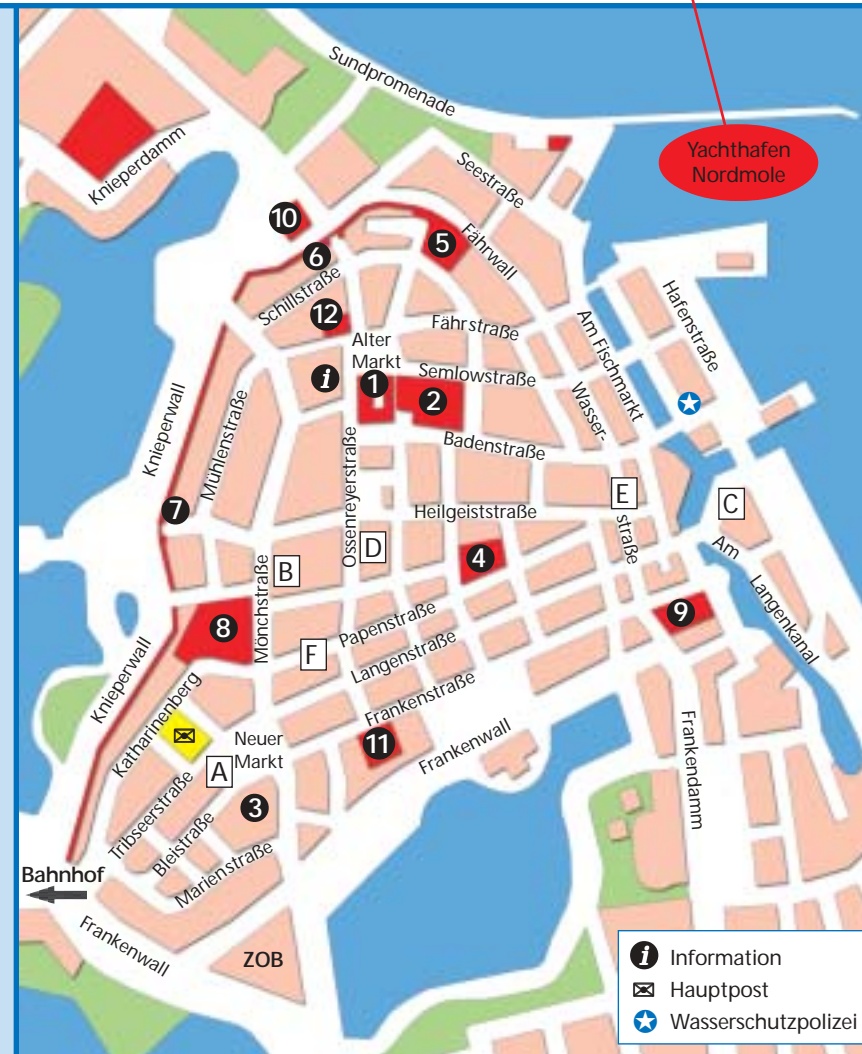 Sundpromenade
Yachthafen
Nordmole
Knieperdamm
Seestraße
10
5
6
Fährwall
Schillstraße
12
Alter
Markt
Fährstraße
Am Fischmarkt
Hafenstraße
i
1
2
Semlowstraße
Wasser-
straße
Knieperwall
Mühlenstraße
Badenstraße
Ossenreyerstraße
7
Heilgeiststraße
E
C
D
B
4
Am
Langenkanal
Mönchstraße
8
Papenstraße
9
F
Langenstraße
Knieperwall
Katharinenberg
Frankenstraße
Neuer
Markt
11
Frankenwall
Frankendamm
A
3
Tribseerstraße
Bleistraße
Marienstraße
Bahnhof
Frankenwall
ZOB
i Information
Hauptpost
Wasserschutzpolizei